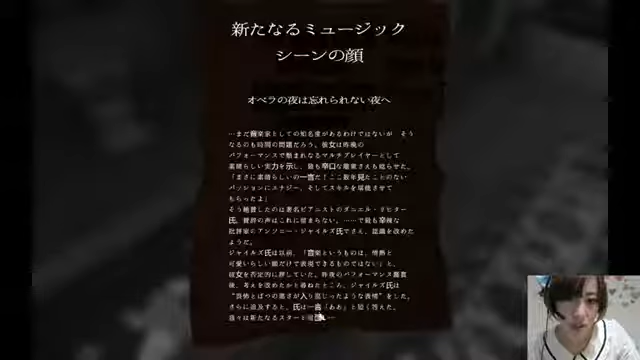 新たなるミュージック
シーンの顔
オペラの夜は忘れられない夜へ
…まだ音楽家としての知名度があるわけではないが そう
なるのも時間の問題だろう、彼女は昨晩の
パフォーマンスで類まれなるマルチプレイヤーとして
素晴らしい実力を示し、最も辛口な聴衆さえも唸らせた。
「まさに素晴らしいの一言だ！ここ数年見たことのない
パッションにエナジー、そしてスキルを堪能させて
もらったよ」
そう絶賛したのは著名ピアニストのダニエル・リヒター
氏、賛辞の声はこれに留まらない。……で最も辛辣な
批評家のアンソニー・ジャイルズ氏でさえ、認識を改めた
ようだ。
ジャイルズ氏は以前、「音楽というものは、情熱と
可愛いらしい顔だけで表現できるものではない」と、
彼女を否定的に評していた。昨夜のパフォーマンス鑑賞
後、考えを改めたかと尋ねたところ、ジャイルズ氏は
“畏怖とばつの悪さが入り混じったような表情”をした。
さらに追及すると、氏は一言「ああ」と短く答えた。
我々は新たなるスターと